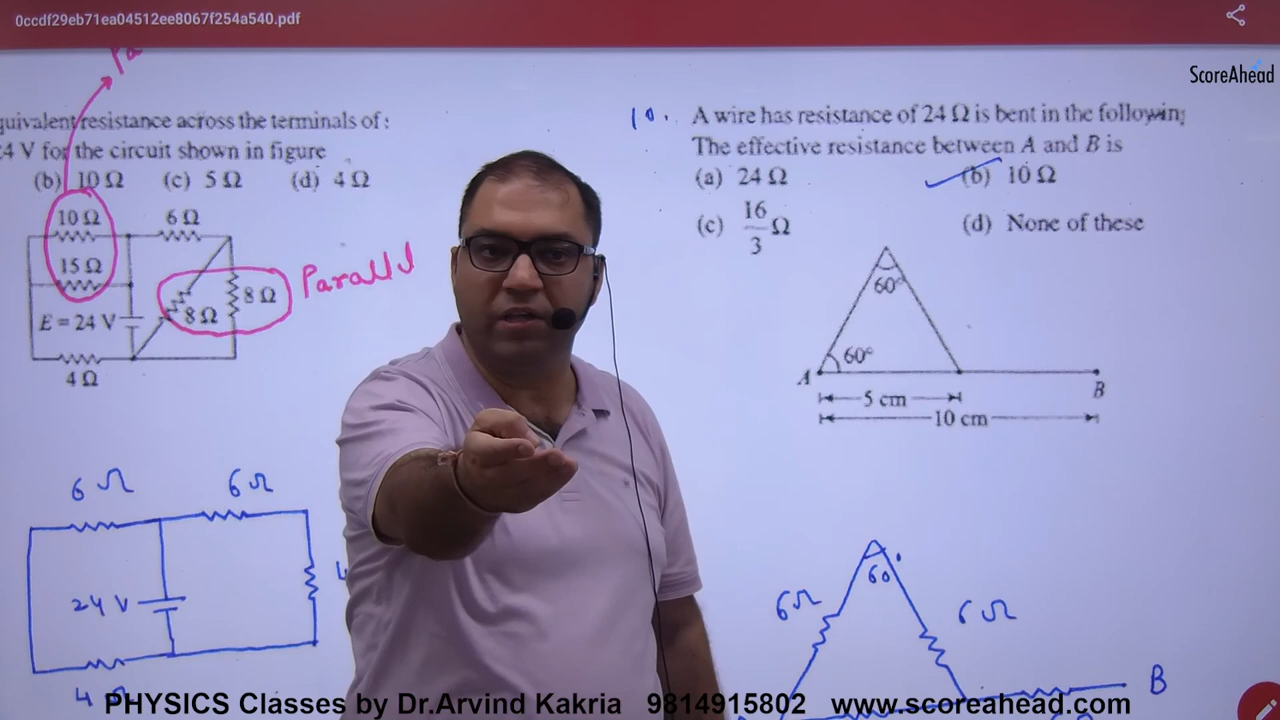 0ccdf29eb71ea04512ee8067f254a540.pdf
ScoreAhead
Pa
quivalent resistance across the terminals of :
4 V for the circuit shown in figure
(b) 10 Ω (c) 5 Ω (d) 4 Ω
10 Ω
6 Ω
15 Ω
8 Ω
8 Ω
E = 24 V
4 Ω
Parallel
6 Ω
6 Ω
24 V
4
10.
A wire has resistance of 24 Ω is bent in the following
The effective resistance between A and B is
(a) 24 Ω (b) 10 Ω
(c) 16/3 Ω (d) None of these
60°
60°
A
B
5 cm
10 cm
60
6 Ω
6 Ω
B
PHYSICS Classes by Dr.Arvind Kakria 9814915802 www.scoreahead.com